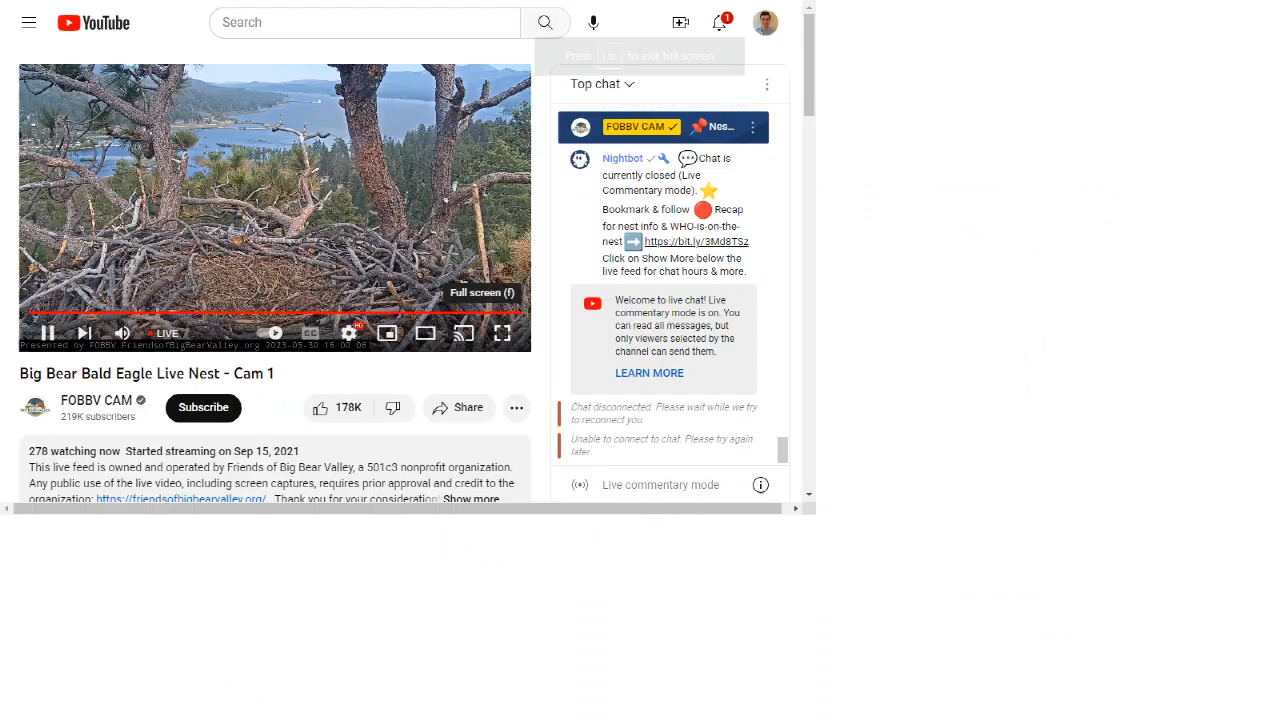 YouTube
Search
1
Press Esc to exit full screen
Top chat
FOBBV CAM
Nes...
Nightbot Chat is
currently closed (Live
Commentary mode).
Bookmark & follow Recap
for nest info & WHO-is-on-the-
nest https://bit.ly/3Md8TSz
Click on Show More below the
live feed for chat hours & more.
Full screen (f)
Welcome to live chat! Live
commentary mode is on. You
can read all messages, but
only viewers selected by the
channel can send them.
LEARN MORE
LIVE
CC
HD
Presented by FOBBV FriendsofBigBearValley.org 2023-05-30 16 00 06
Big Bear Bald Eagle Live Nest - Cam 1
FOBBV CAM
219K subscribers
Subscribe
178K
Share
Chat disconnected. Please wait while we try
to reconnect you.
Unable to connect to chat. Please try again
later.
278 watching now Started streaming on Sep 15, 2021
This live feed is owned and operated by Friends of Big Bear Valley, a 501c3 nonprofit organization.
Any public use of the live video, including screen captures, requires prior approval and credit to the
organization: https://friendsofbigbearvalley.org/ . Thank you for your consideration! Show more
Live commentary mode